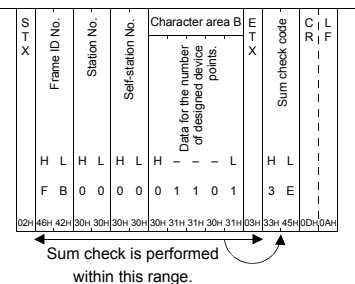 STX
Frame ID No.
Station No.
Self-station No.
Character area B
Data for the number
of designed device
points.
ETX
Sum check code
CR
LF
H L H L H L H – – – L H L
F B 0 0 0 0 0 1 1 0 1 3 E
02H 46H 42H 30H 30H 30H 30H 30H 31H 31H 30H 31H 03H 33H 45H 0DH 0AH
Sum check is performed
within this range.